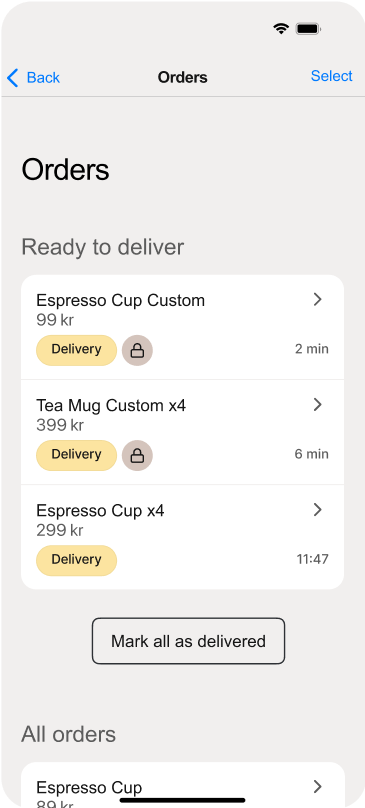 Back
Orders
Select
Orders
Ready to deliver
Espresso Cup Custom
99 kr
Delivery
2 min
Tea Mug Custom x4
399 kr
Delivery
6 min
Espresso Cup x4
299 kr
Delivery
11:47
Mark all as delivered
All orders
Espresso Cup
89 kr